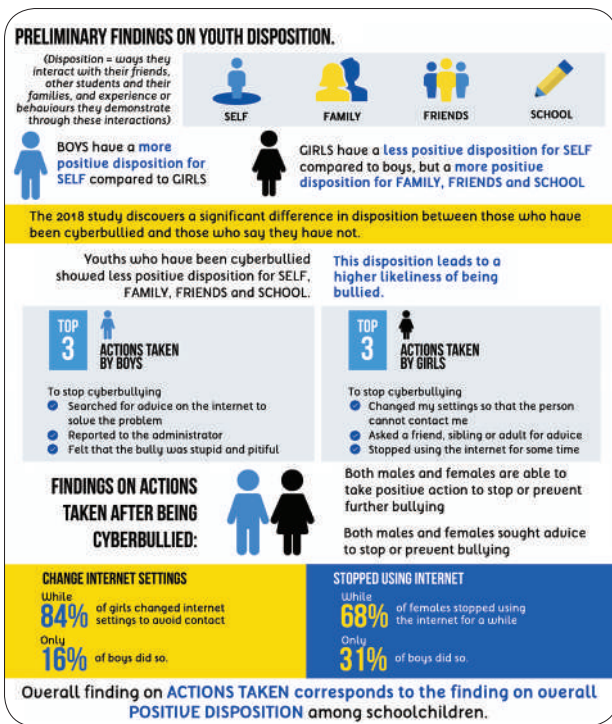 PRELIMINARY FINDINGS ON YOUTH DISPOSITION.
(Disposition = ways they
interact with their friends,
other students and their
families, and experience or
behaviours they demonstrate
through these interactions)
SELF
FAMILY
FRIENDS
SCHOOL
BOYS have a more
positive disposition for
SELF compared to GIRLS
GIRLS have a less positive disposition for SELF
compared to boys, but a more positive
disposition for FAMILY, FRIENDS and SCHOOL
The 2018 study discovers a significant difference in disposition between those who have
been cyberbullied and those who say they have not.
Youths who have been cyberbullied
showed less positive disposition for SELF,
FAMILY, FRIENDS and SCHOOL.
This disposition leads to a
higher likeliness of being
bullied.
TOP
3
ACTIONS TAKEN
BY BOYS
To stop cyberbullying
Searched for advice on the internet to
solve the problem
Reported to the administrator
Felt that the bully was stupid and pitiful
TOP
3
ACTIONS TAKEN
BY GIRLS
To stop cyberbullying
Changed my settings so that the person
cannot contact me
Asked a friend, sibling or adult for advice
Stopped using the internet for some time
FINDINGS ON ACTIONS
TAKEN AFTER BEING
CYBERBULLIED:
Both males and females are able to
take positive action to stop or prevent
further bullying
Both males and females sought advice
to stop or prevent bullying
CHANGE INTERNET SETTINGS
While
84% of girls changed internet
settings to avoid contact
Only
16% of boys did so.
STOPPED USING INTERNET
While
68% of females stopped using
the internet for a while
Only
31% of boys did so.
Overall finding on ACTIONS TAKEN corresponds to the finding on overall
POSITIVE DISPOSITION among schoolchildren.